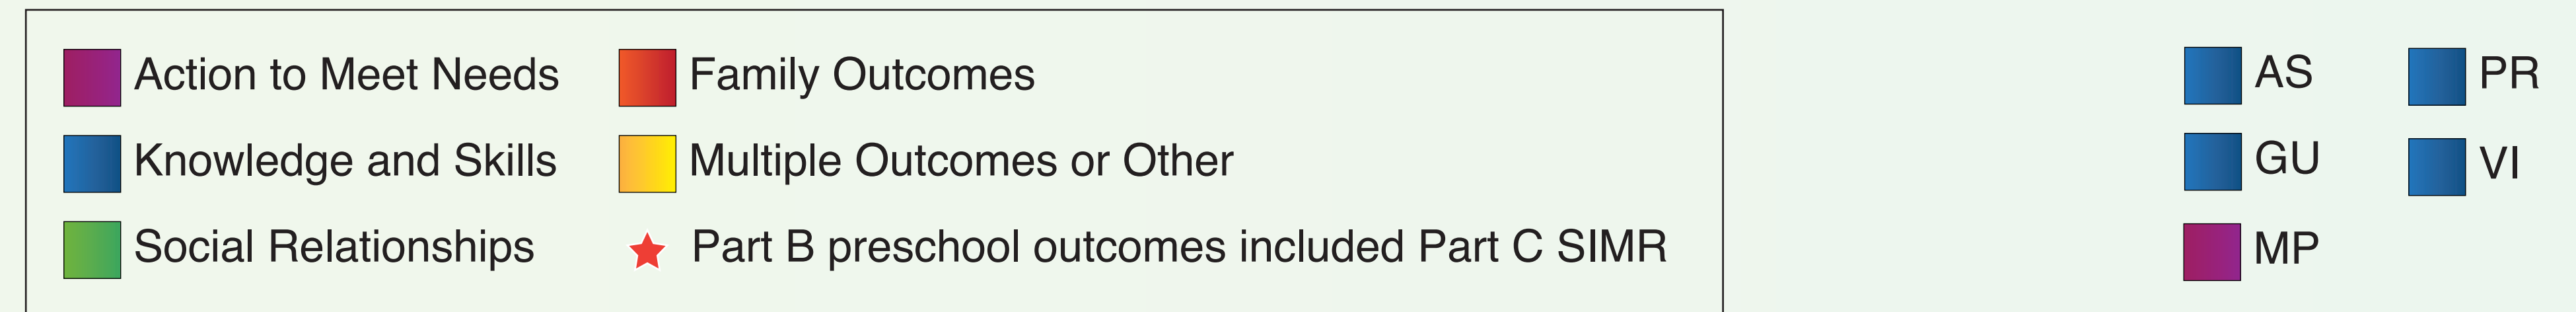 Action to Meet Needs
Knowledge and Skills
Social Relationships
Family Outcomes
Multiple Outcomes or Other
Part B preschool outcomes included Part C SIMR
AS
GU
MP
PR
VI